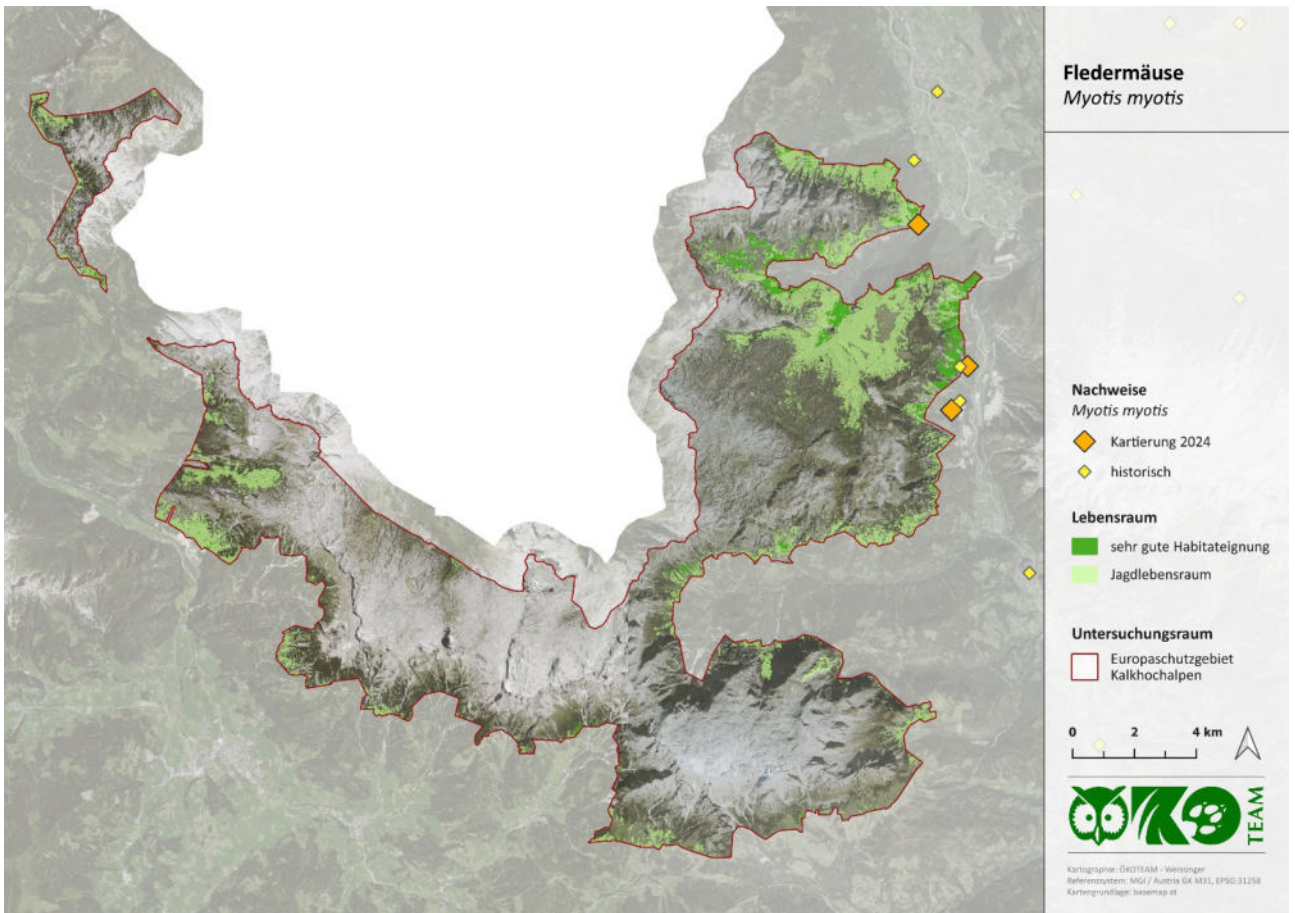 Fledermäuse
Myotis myotis
Nachweise
Myotis myotis
Kartierung 2024
historisch
Lebensraum
sehr gute Habitateignung
Jagdlebensraum
Untersuchungsraum
Europaschutzgebiet
Kalkhochalpen
0 2 4 km
ÖKO TEAM
Kartographie: ÖKOTEAM - Weissinger
Referenzsystem: MGI / Austria GK M31, EPSG:31258
Kartengrundlage: basemap.at